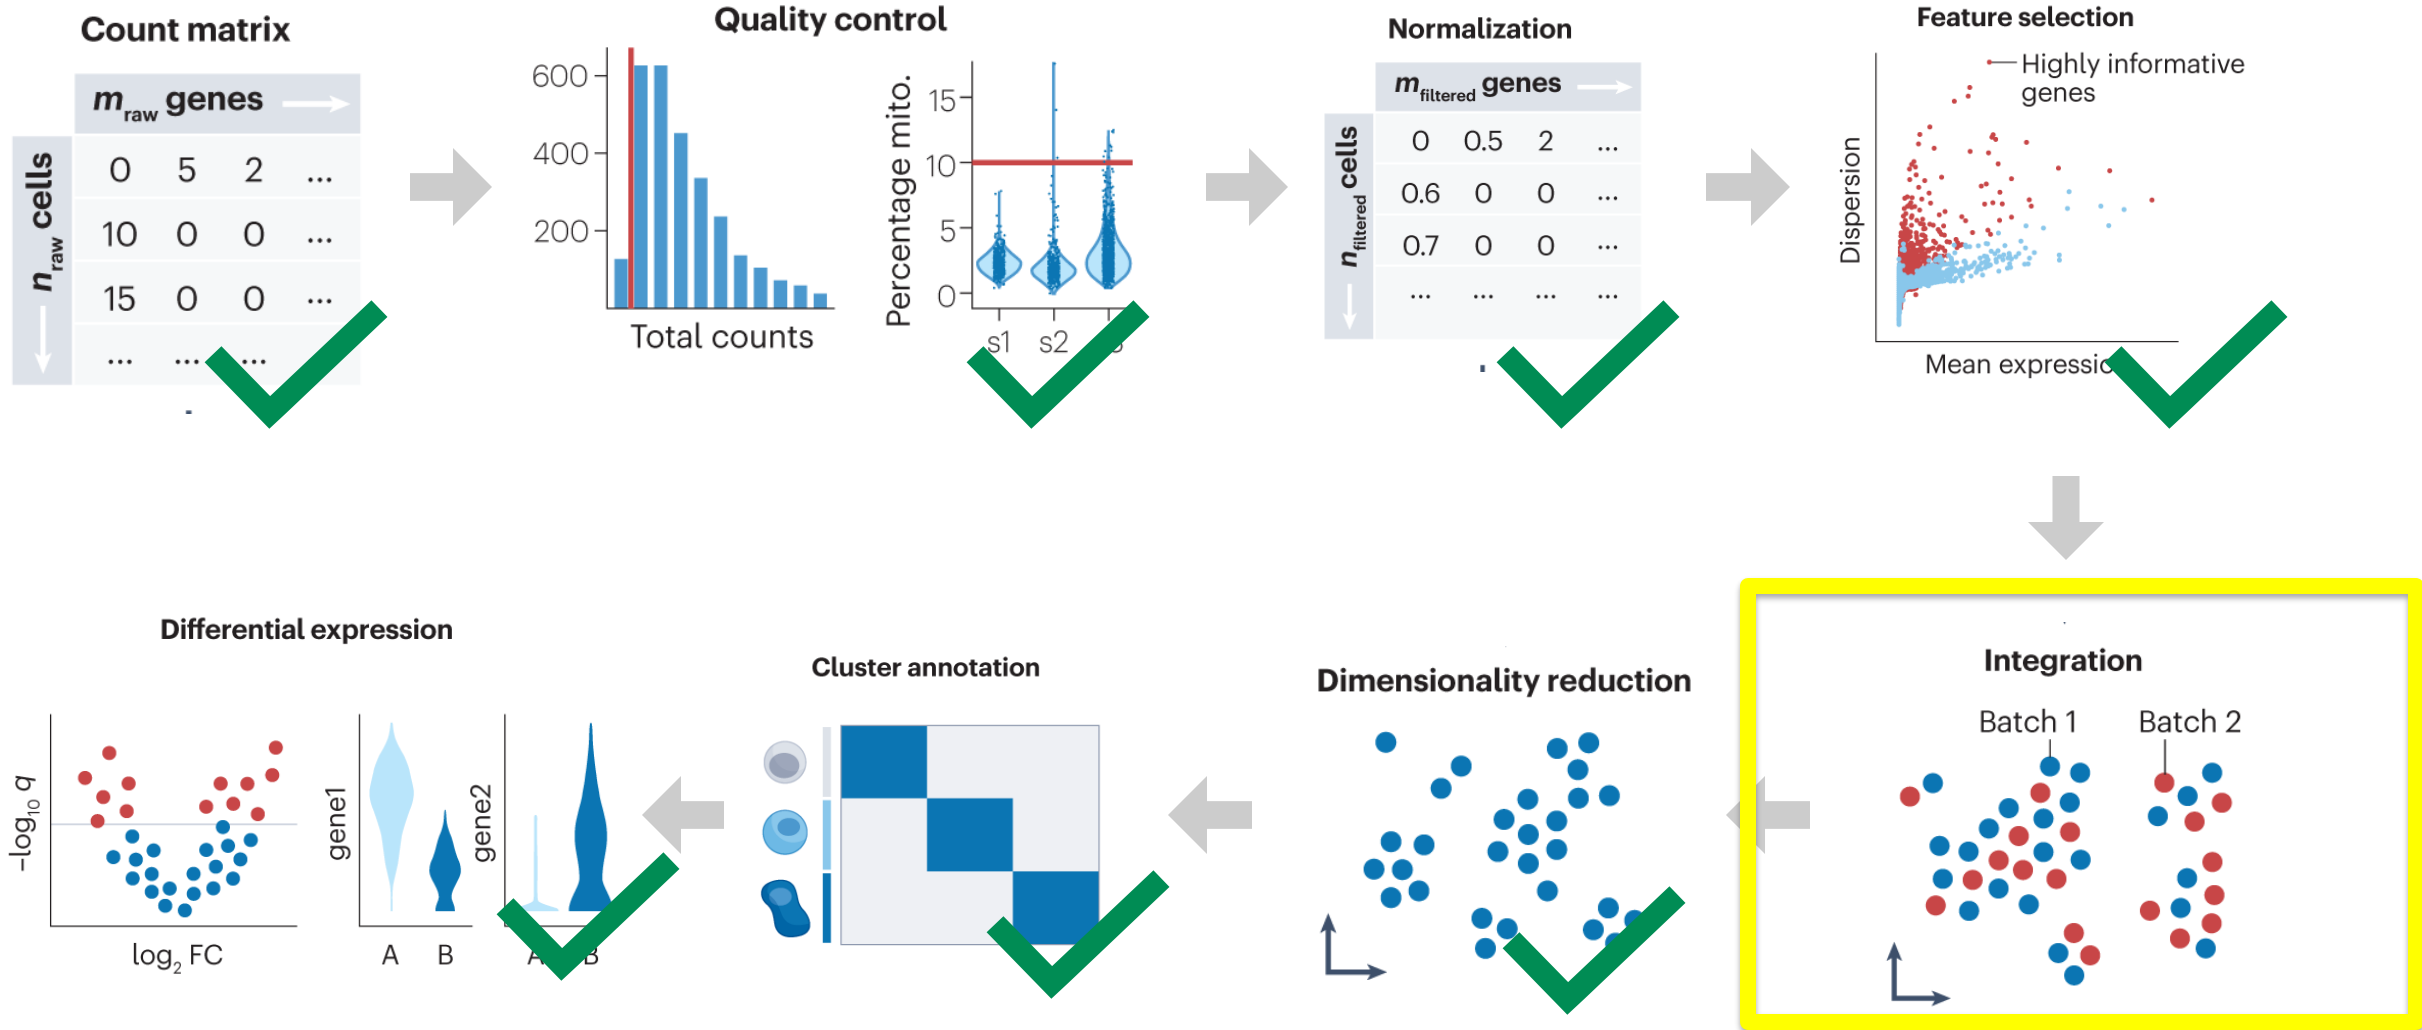 Count matrix
m raw genes
n raw cells
0 5 2 ...
10 0 0 ...
15 0 0 ...
... ... ...
Quality control
600
400
200
Total counts
Percentage mito.
15
10
5
0
s1 s2
Normalization
m filtered genes
n filtered cells
0 0.5 2 ...
0.6 0 0 ...
0.7 0 0 ...
... ... ... ...
Feature selection
Highly informative
genes
Dispersion
Mean expressio
Differential expression
−log10 q
log2 FC
gene1
A B
gene2
A B
Cluster annotation
Dimensionality reduction
Integration
Batch 1 Batch 2